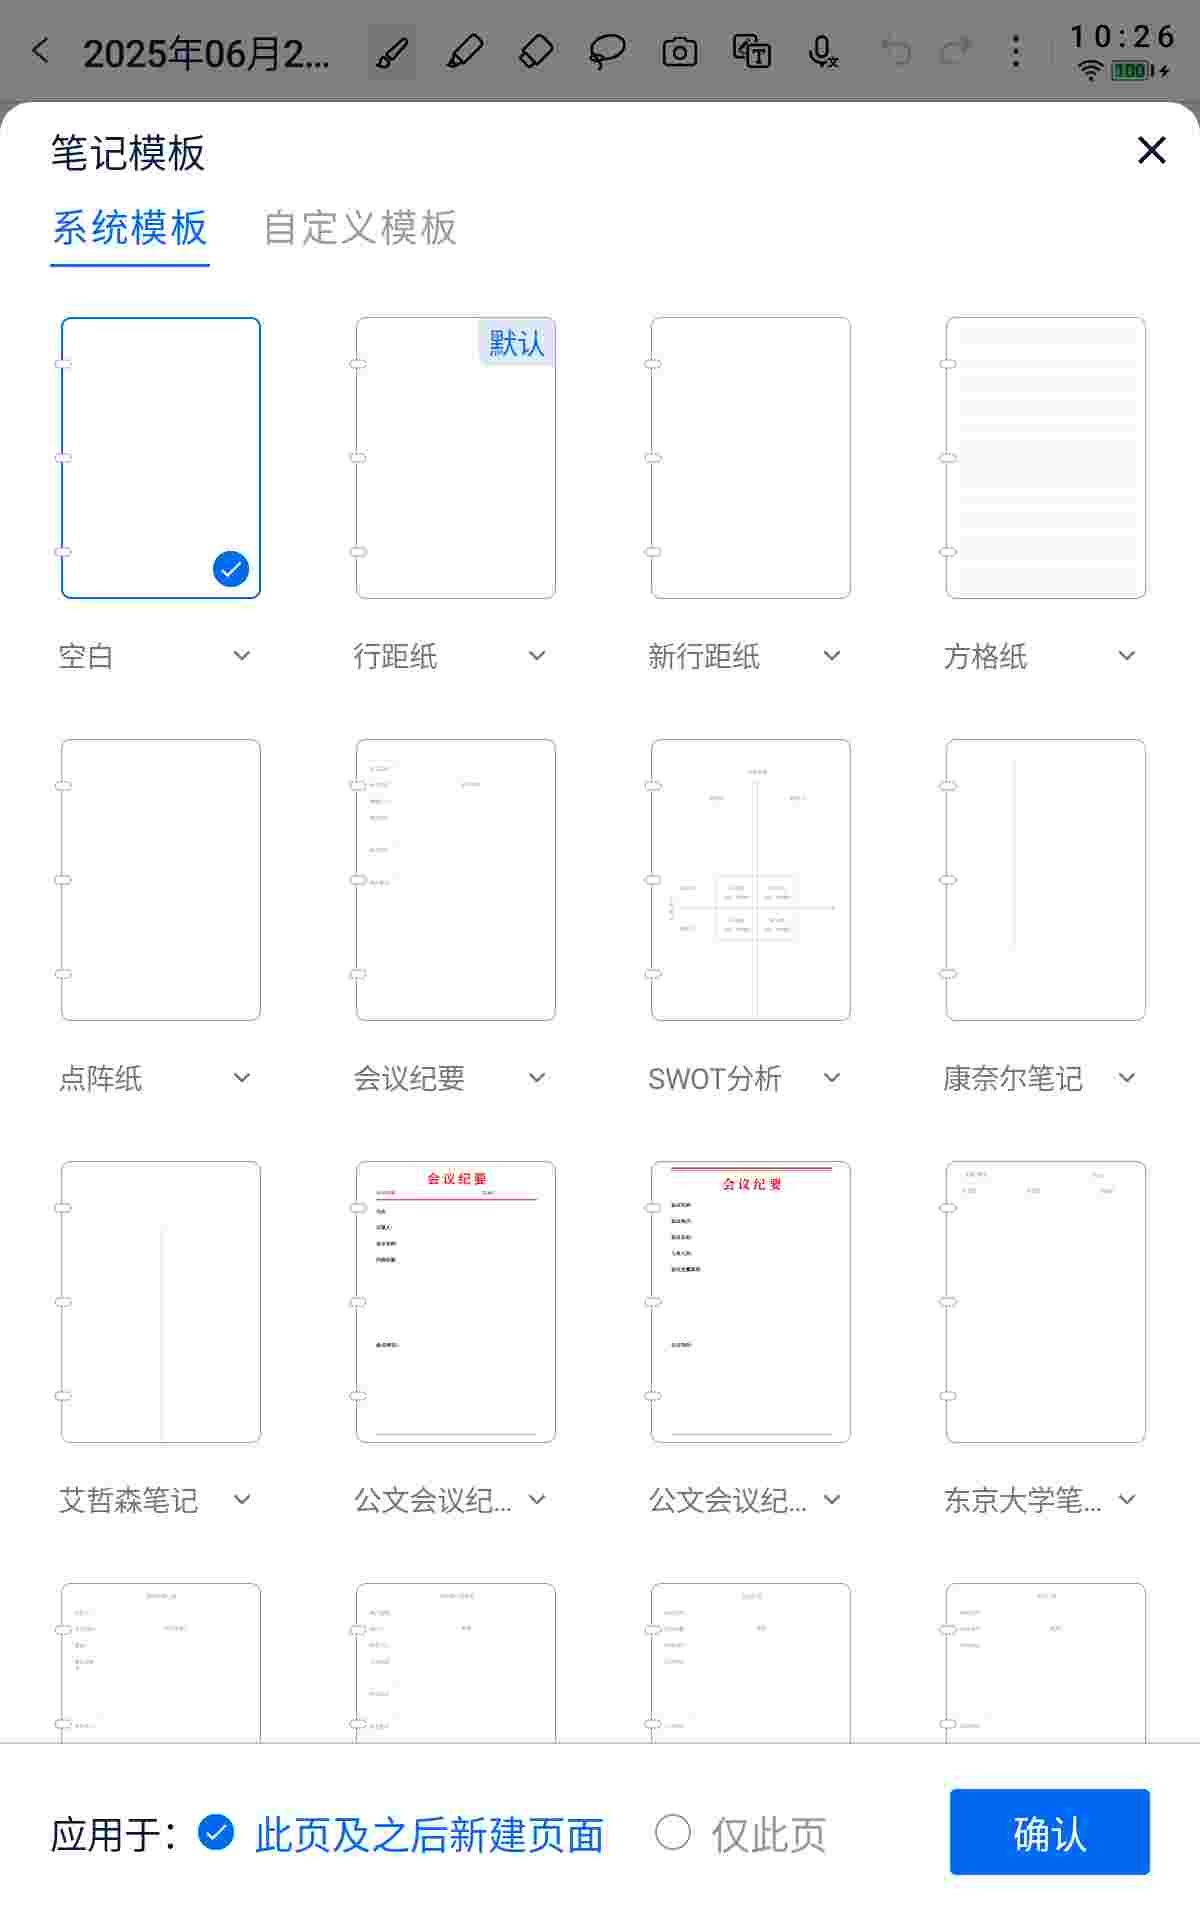 2025年06月2...
10:26
100
笔记模板
系统模板 自定义模板
默认
空白 行距纸 新行距纸 方格纸
点阵纸 会议纪要 SWOT分析 康奈尔笔记
会议纪要
会议纪要
艾哲森笔记 公文会议纪... 公文会议纪... 东京大学笔...
应用于： 此页及之后新建页面 仅此页 确认